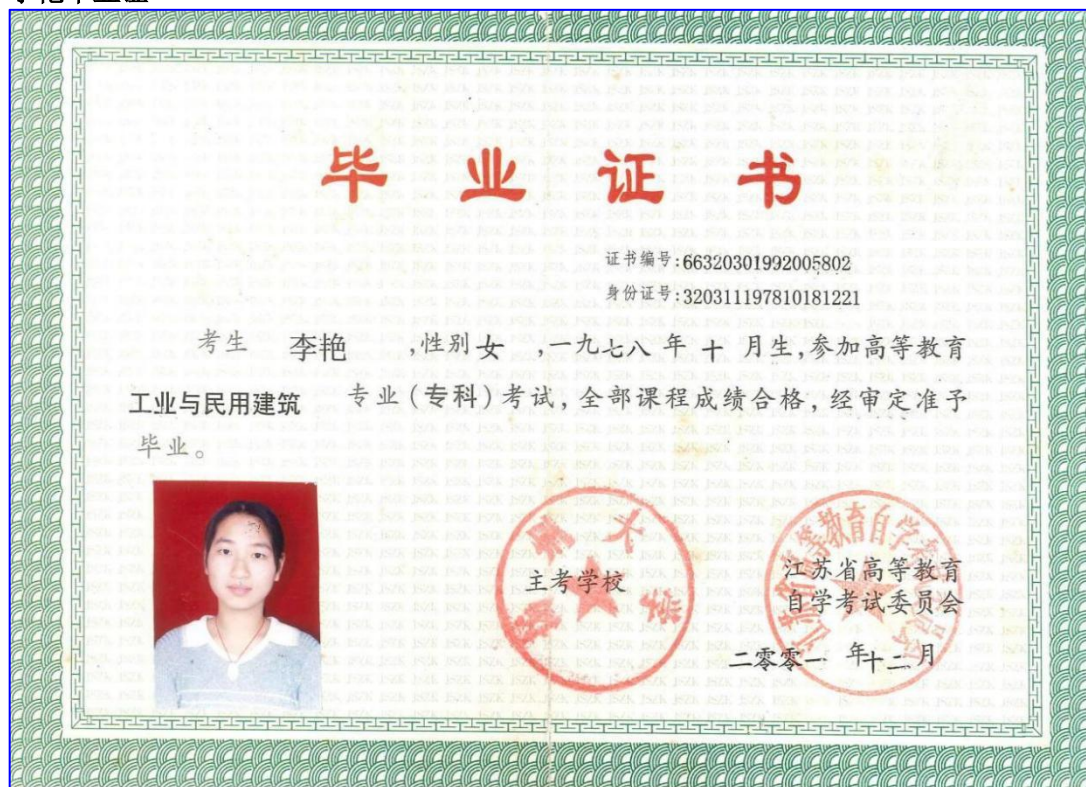 毕业证书
证书编号:66320301992005802
身份证号:320311197810181221
考生 李艳 ,性别女 ,一九七八年十月生,参加高等教育
工业与民用建筑 专业(专科)考试,全部课程成绩合格,经审定准予
毕业。
主考学校
江苏省高等教育
自学考试委员会
二零零一年十二月